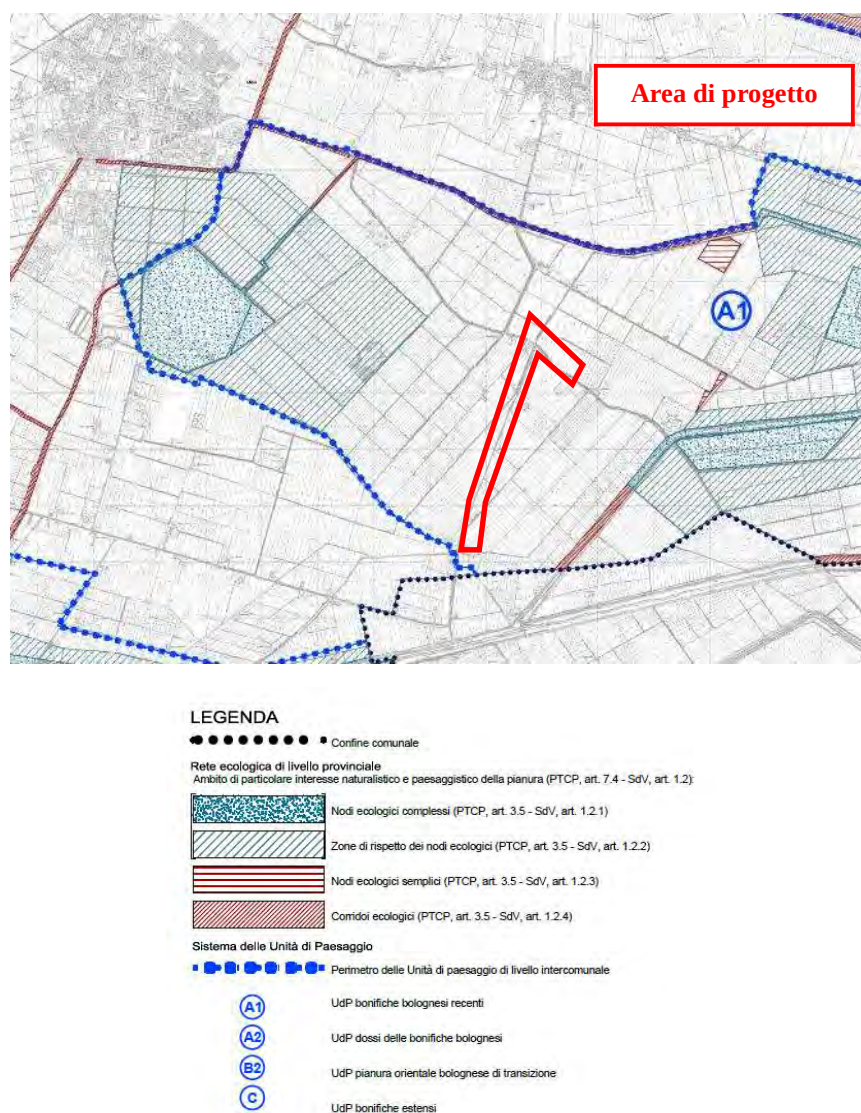 Area di progetto
A1
LEGENDA
Confine comunale
Rete ecologica di livello provinciale
Ambito di particolare interesse naturalistico e paesaggistico della pianura (PTCP, art. 7.4 - SdV, art. 1.2):
Nodi ecologici complessi (PTCP, art. 3.5 - SdV, art. 1.2.1)
Zone di rispetto dei nodi ecologici (PTCP, art. 3.5 - SdV, art. 1.2.2)
Nodi ecologici semplici (PTCP, art. 3.5 - SdV, art. 1.2.3)
Corridoi ecologici (PTCP, art. 3.5 - SdV, art. 1.2.4)
Sistema delle Unità di Paesaggio
Perimetro delle Unità di paesaggio di livello intercomunale
A1 UdP bonifiche bolognesi recenti
A2 UdP dossi delle bonifiche bolognesi
B2 UdP pianura orientale bolognese di transizione
C UdP bonifiche estensi